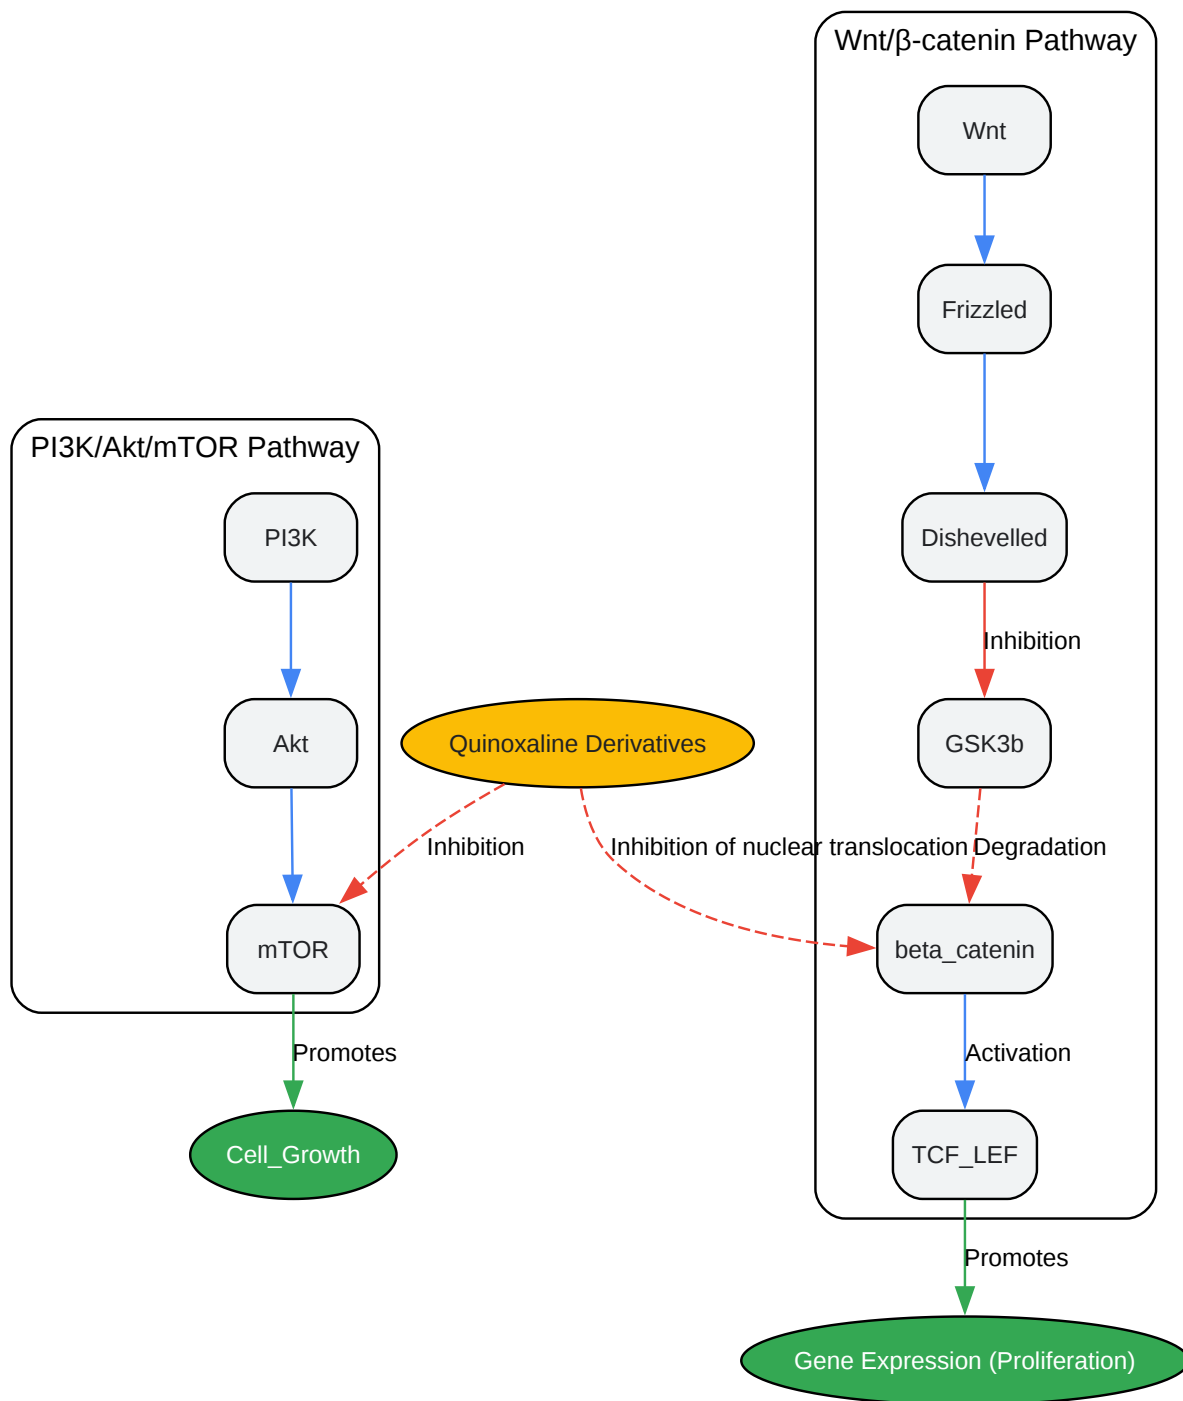 Wnt/β-catenin Pathway
Wnt
Frizzled
PI3K/Akt/mTOR Pathway
PI3K
Dishevelled
Inhibition
Akt
Quinoxaline Derivatives
GSK3b
Inhibition
Inhibition of nuclear translocation
Degradation
mTOR
beta_catenin
Promotes
Activation
Cell_Growth
TCF_LEF
Promotes
Gene Expression (Proliferation)